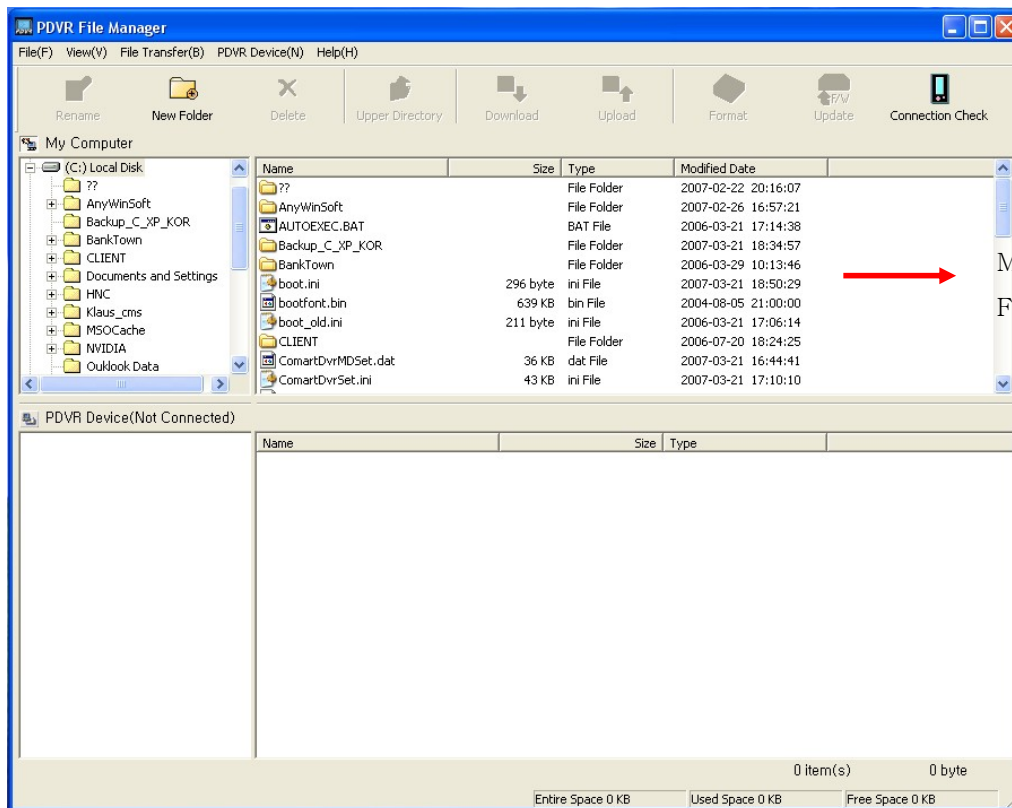 PDVR File Manager
File(F) View(V) File Transfer(B) PDVR Device(N) Help(H)
Rename New Folder Delete Upper Directory Download Upload Format F/W Update Connection Check
My Computer
(C:) Local Disk
??
AnyWinSoft
Backup_C_XP_KOR
BankTown
CLIENT
Documents and Settings
HNC
Klaus_cms
MSOCache
NVIDIA
Ouklook Data
Name Size Type Modified Date
?? File Folder 2007-02-22 20:16:07
AnyWinSoft File Folder 2007-02-26 16:57:21
AUTOEXEC.BAT BAT File 2006-03-21 17:14:38
Backup_C_XP_KOR File Folder 2007-03-21 18:34:57
BankTown File Folder 2006-03-29 10:13:46
boot.ini 296 byte ini File 2007-03-21 18:50:29
bootfont.bin 639 KB bin File 2004-08-05 21:00:00
boot_old.ini 211 byte ini File 2006-03-21 17:06:14
CLIENT File Folder 2006-07-20 18:24:25
ComartDvrMDSet.dat 36 KB dat File 2007-03-21 16:44:41
ComartDvrSet.ini 43 KB ini File 2007-03-21 17:10:10
M
F
PDVR Device(Not Connected)
Name Size Type
0 item(s) 0 byte
Entire Space 0 KB Used Space 0 KB Free Space 0 KB